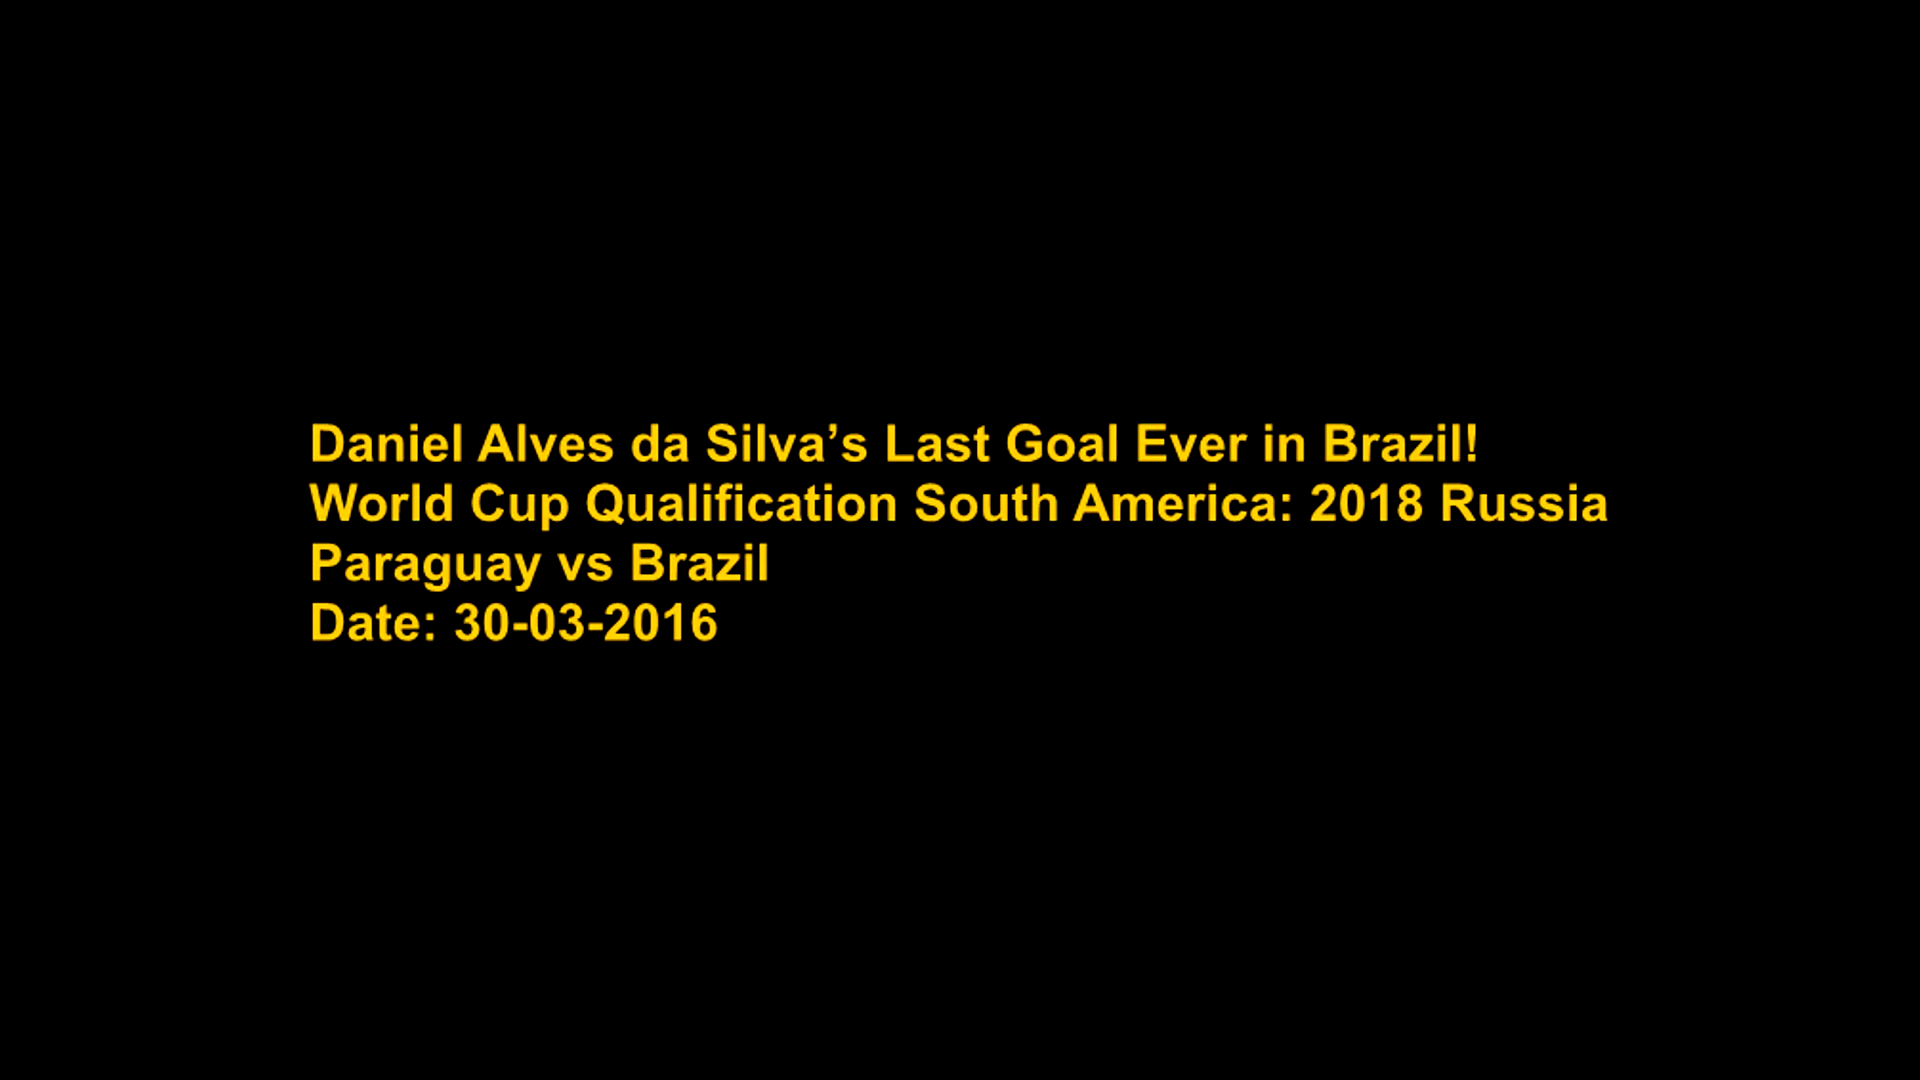 Daniel Alves da Silva’s Last Goal Ever in Brazil!
World Cup Qualification South America: 2018 Russia
Paraguay vs Brazil
Date: 30-03-2016